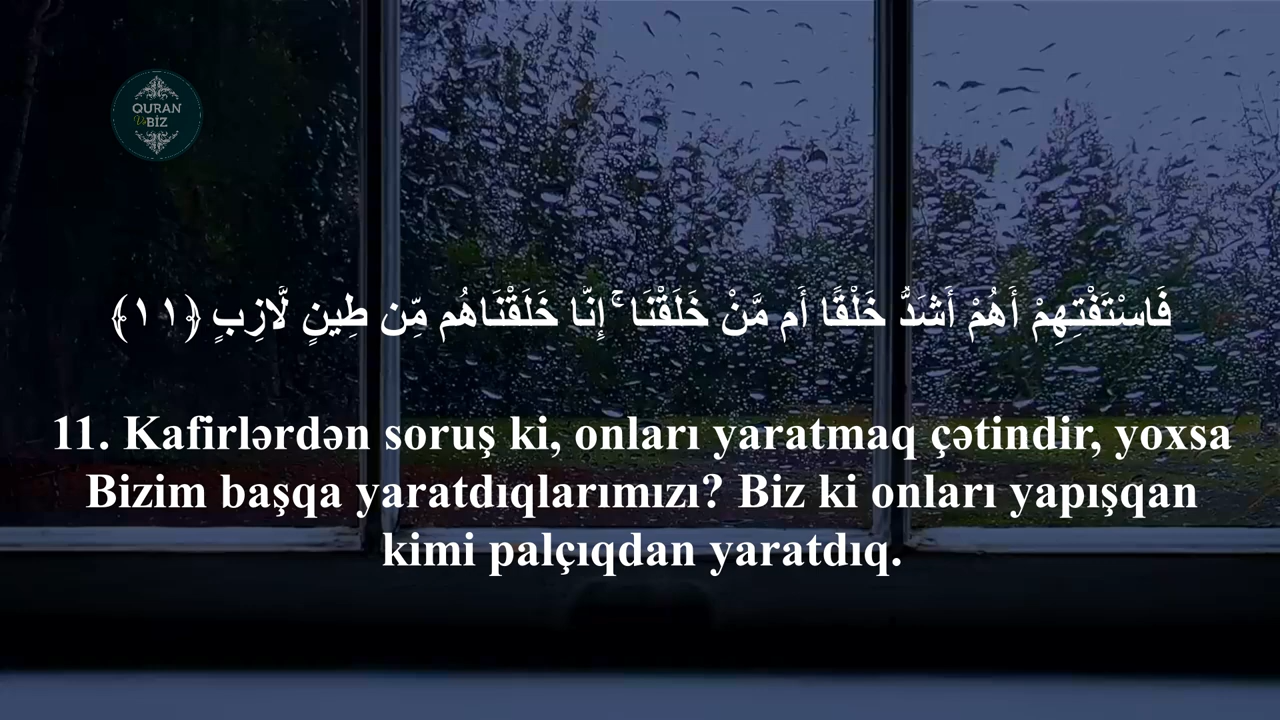 QURAN
Və BİZ
فَاسْتَفْتِهِمْ أَهُمْ أَشَدُّ خَلْقًا أَم مَّنْ خَلَقْنَا ۚ إِنَّا خَلَقْنَاهُم مِّن طِينٍ لَّازِبٍ ﴿١١﴾
11. Kafirlərdən soruş ki, onları yaratmaq çətindir, yoxsa
Bizim başqa yaratdıqlarımızı? Biz ki onları yapışqan
kimi palçıqdan yaratdıq.